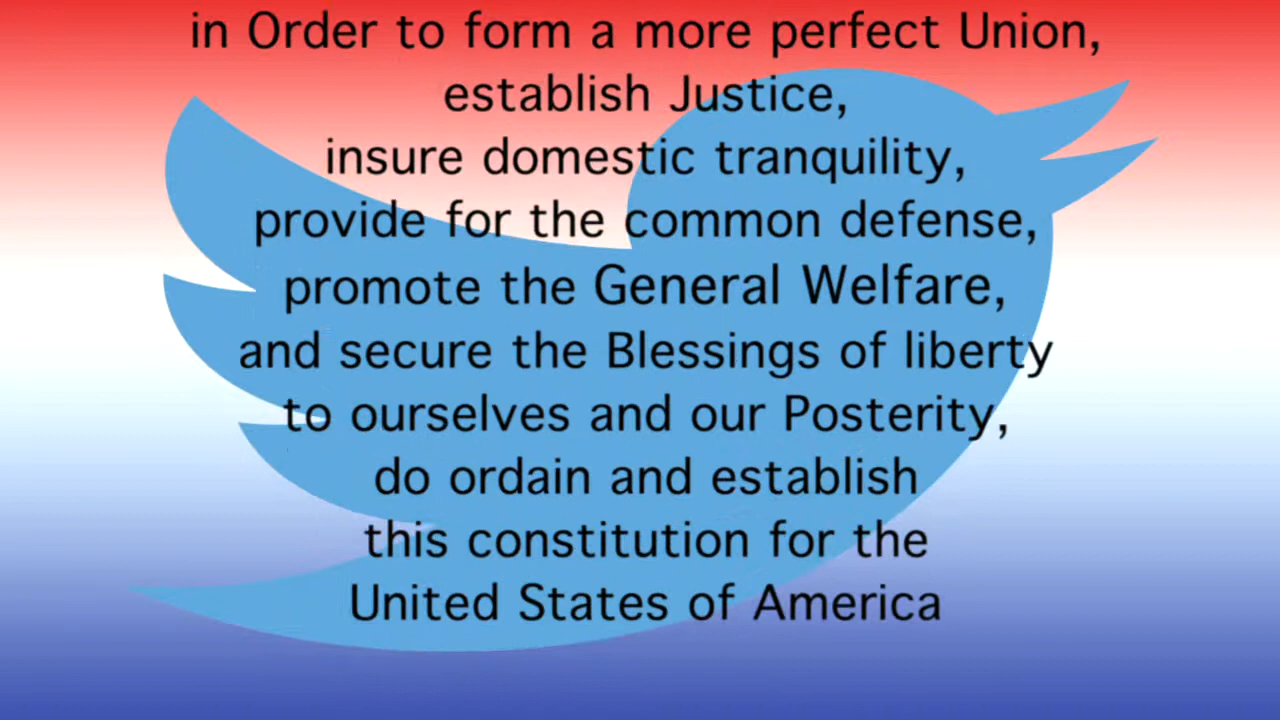 in Order to form a more perfect Union,
establish Justice,
insure domestic tranquility,
provide for the common defense,
promote the General Welfare,
and secure the Blessings of liberty
to ourselves and our Posterity,
do ordain and establish
this constitution for the
United States of America